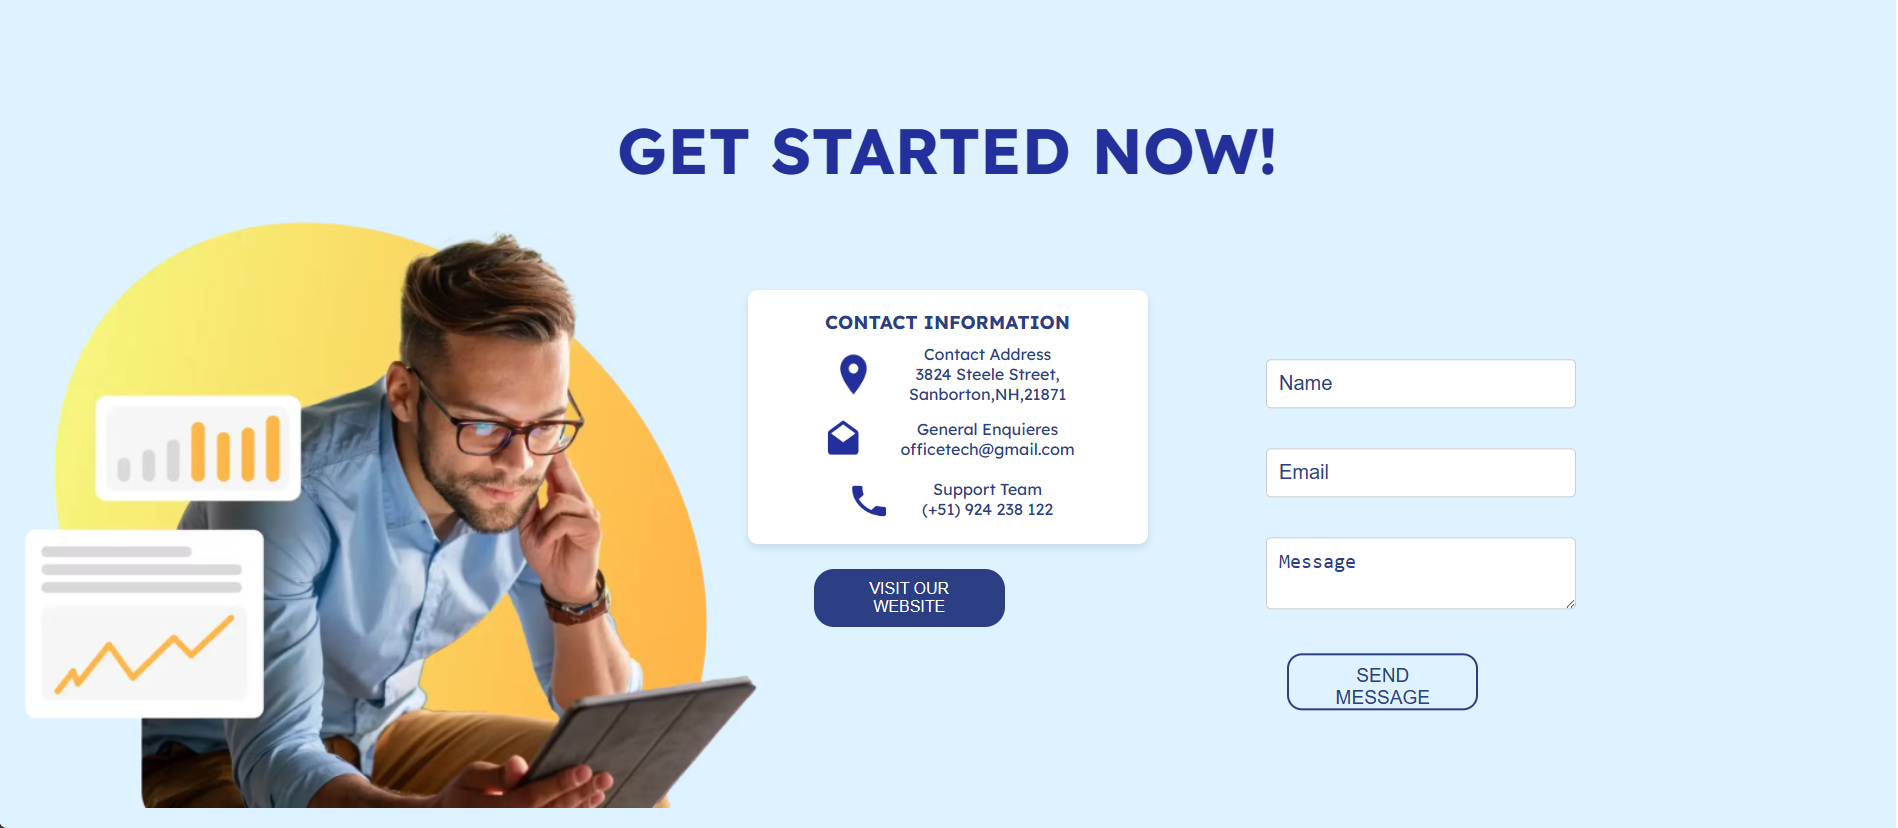 GET STARTED NOW!
CONTACT INFORMATION
Contact Address
3824 Steele Street,
Sanborton,NH,21871
General Enquieres
officetech@gmail.com
Support Team
(+51) 924 238 122
VISIT OUR
WEBSITE
Name
Email
Message
SEND
MESSAGE